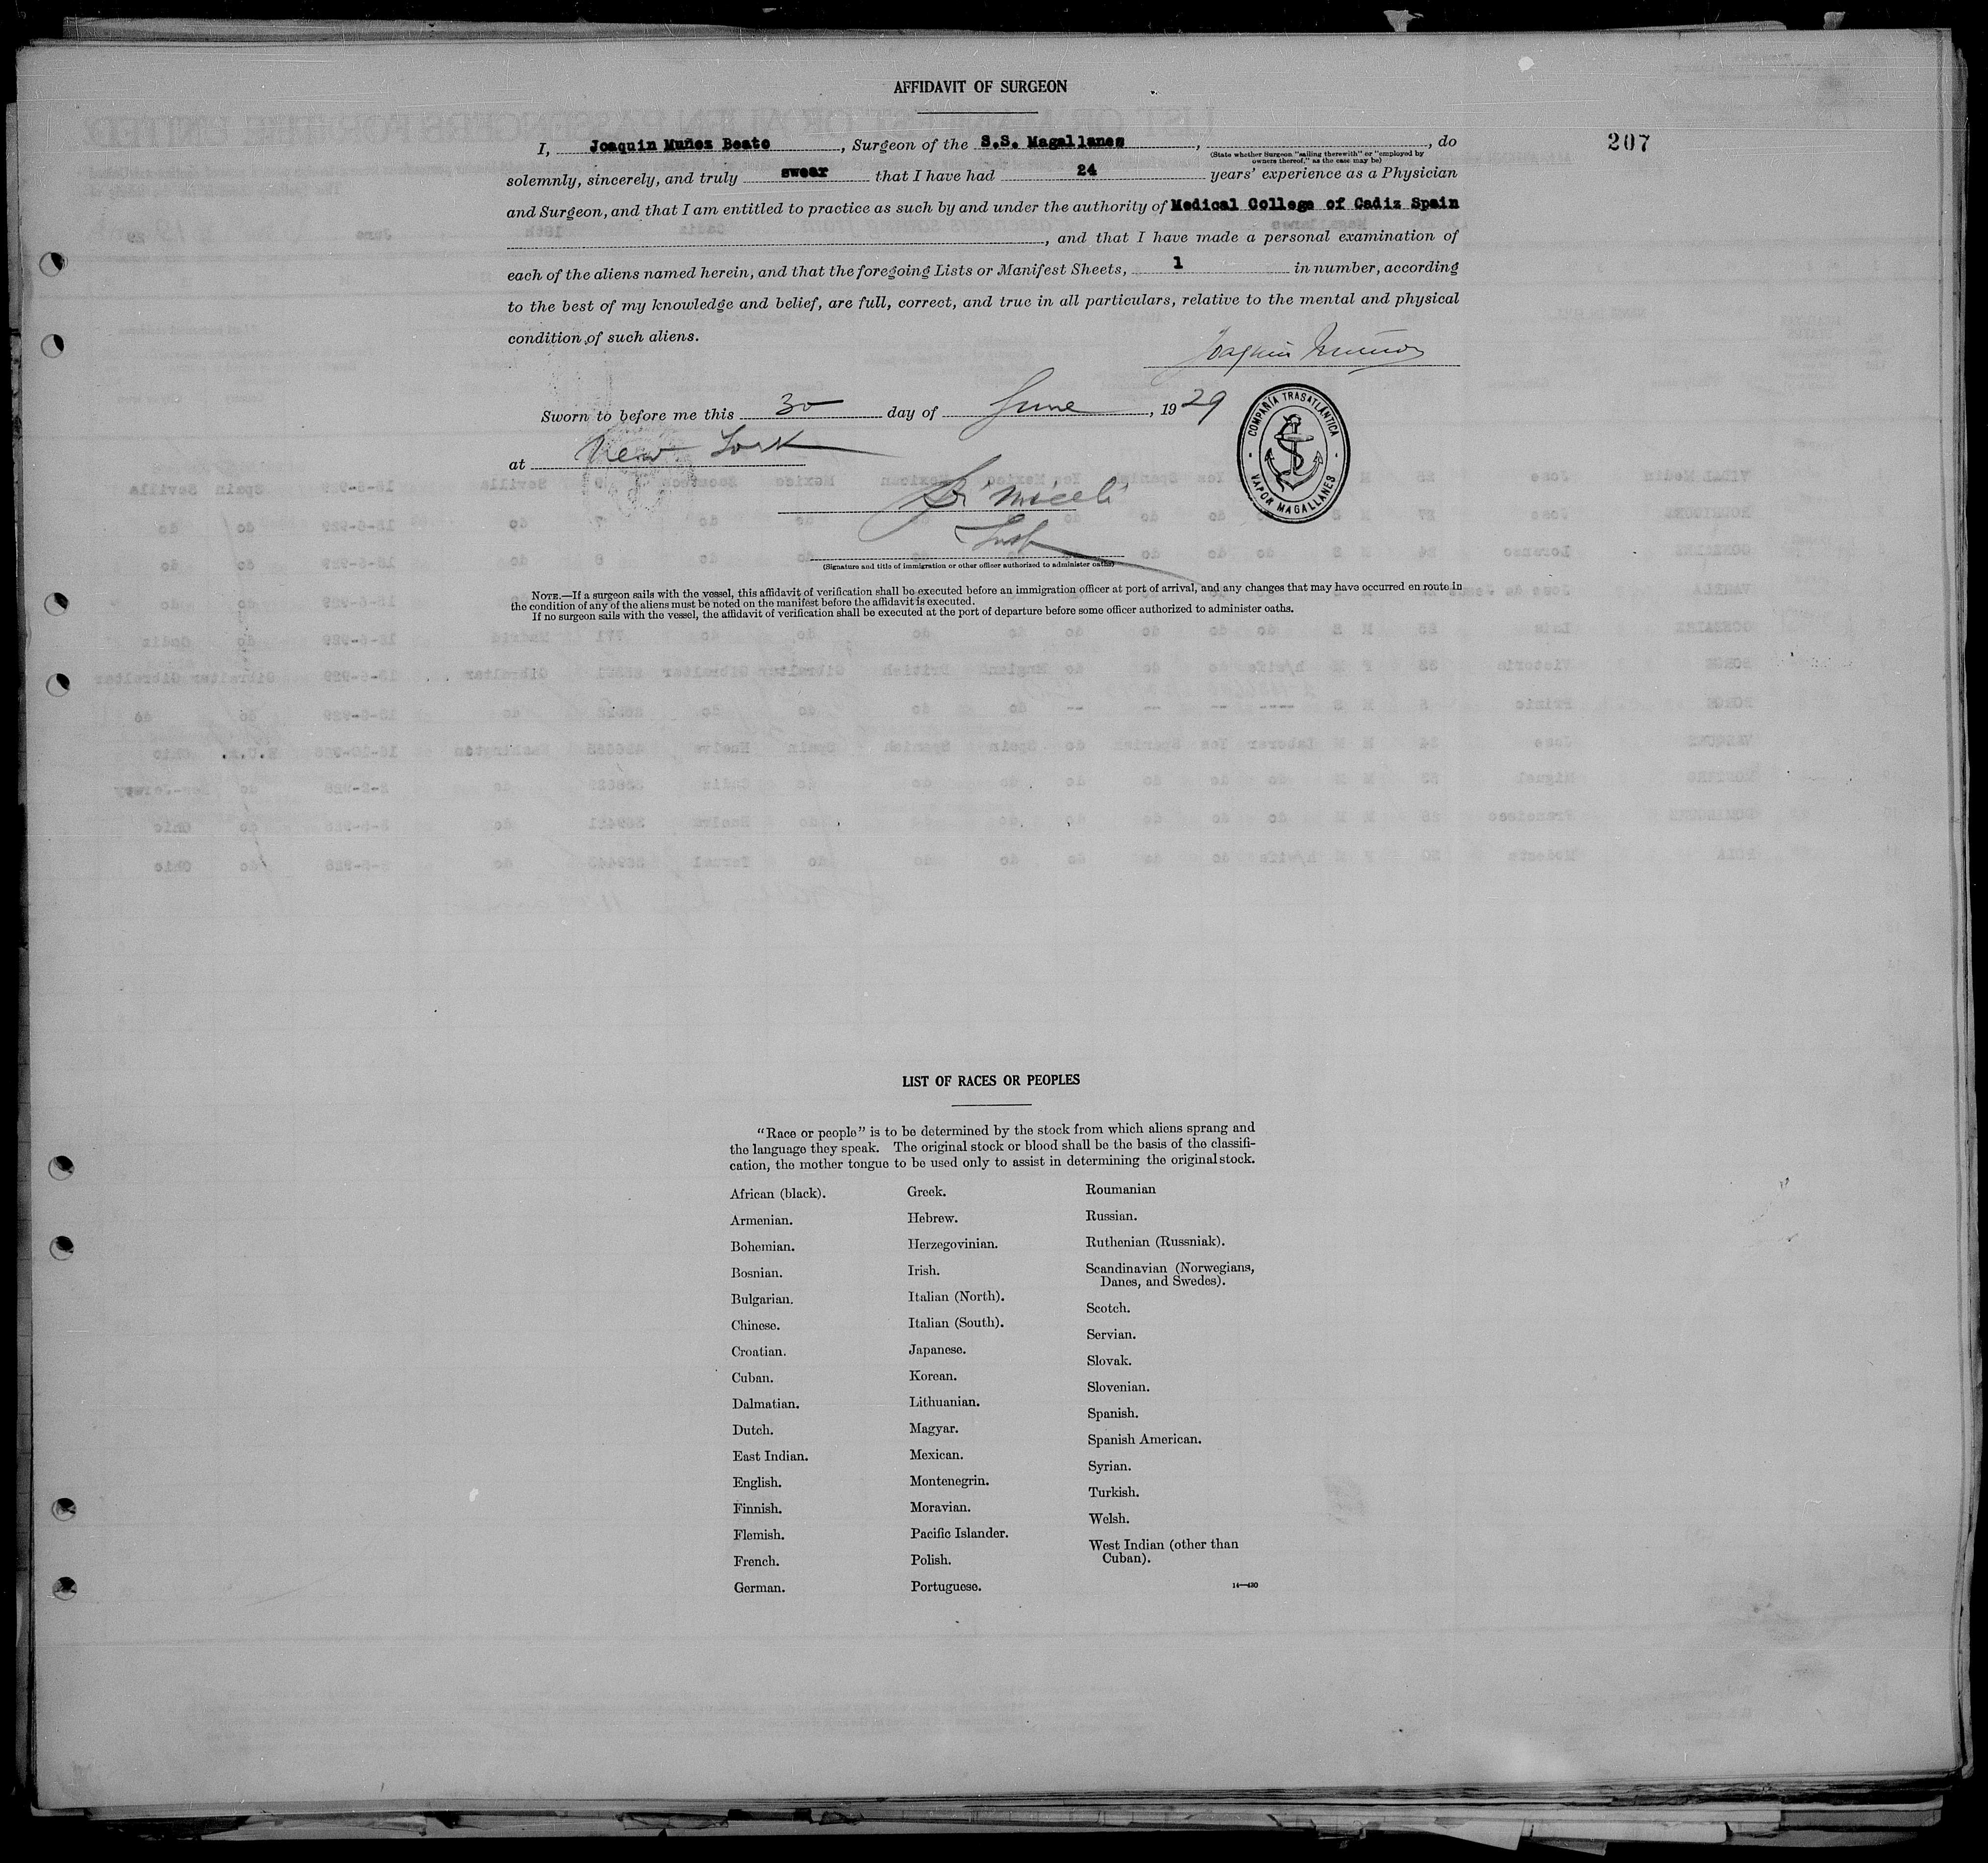 AFFIDAVIT OF SURGEON
207
I, Joaquin Muñoz Beato, Surgeon of the S.S. Magallanes, , do
(State whether Surgeon "sailing therewith" or "employed by
owners thereof," as the case may be)
solemnly, sincerely, and truly swear that I have had 24 years' experience as a Physician
and Surgeon, and that I am entitled to practice as such by and under the authority of Medical College of Cadiz Spain
, and that I have made a personal examination of
each of the aliens named herein, and that the foregoing Lists or Manifest Sheets, 1 in number, according
to the best of my knowledge and belief, are full, correct, and true in all particulars, relative to the mental and physical
condition of such aliens.
Joaquin Munoz
Sworn to before me this 30 day of June, 1929
at New York
COMPAÑÍA TRASATLÁNTICA
VAPOR MAGALLANES
Miceli
Insp
(Signature and title of immigration or other officer authorized to administer oaths)
NOTE.—If a surgeon sails with the vessel, this affidavit of verification shall be executed before an immigration officer at port of arrival, and any changes that may have occurred en route in
the condition of any of the aliens must be noted on the manifest before the affidavit is executed.
If no surgeon sails with the vessel, the affidavit of verification shall be executed at the port of departure before some officer authorized to administer oaths.
LIST OF RACES OR PEOPLES
"Race or people" is to be determined by the stock from which aliens sprang and
the language they speak. The original stock or blood shall be the basis of the classifi-
cation, the mother tongue to be used only to assist in determining the original stock.
African (black).
Armenian.
Bohemian.
Bosnian.
Bulgarian.
Chinese.
Croatian.
Cuban.
Dalmatian.
Dutch.
East Indian.
English.
Finnish.
Flemish.
French.
German.
Greek.
Hebrew.
Herzegovinian.
Irish.
Italian (North).
Italian (South).
Japanese.
Korean.
Lithuanian.
Magyar.
Mexican.
Montenegrin.
Moravian.
Pacific Islander.
Polish.
Portuguese.
Roumanian
Russian.
Ruthenian (Russniak).
Scandinavian (Norwegians,
Danes, and Swedes).
Scotch.
Servian.
Slovak.
Slovenian.
Spanish.
Spanish American.
Syrian.
Turkish.
Welsh.
West Indian (other than
Cuban).
14—430